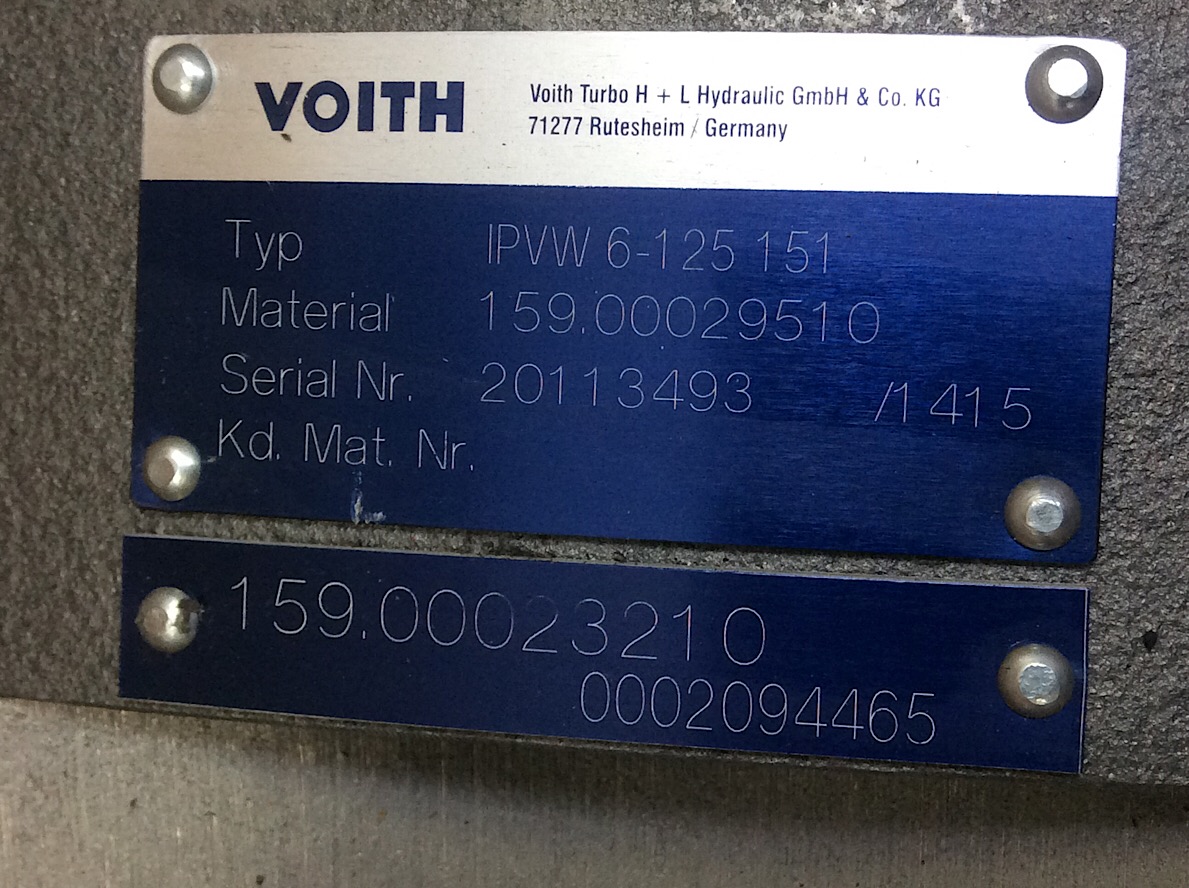 VOITH
Voith Turbo H + L Hydraulic GmbH & Co. KG
71277 Rutesheim / Germany
Typ IPVW 6-125 151
Material 159.00029510
Serial Nr. 20113493 /1415
Kd. Mat. Nr.
159.00023210
0002094465